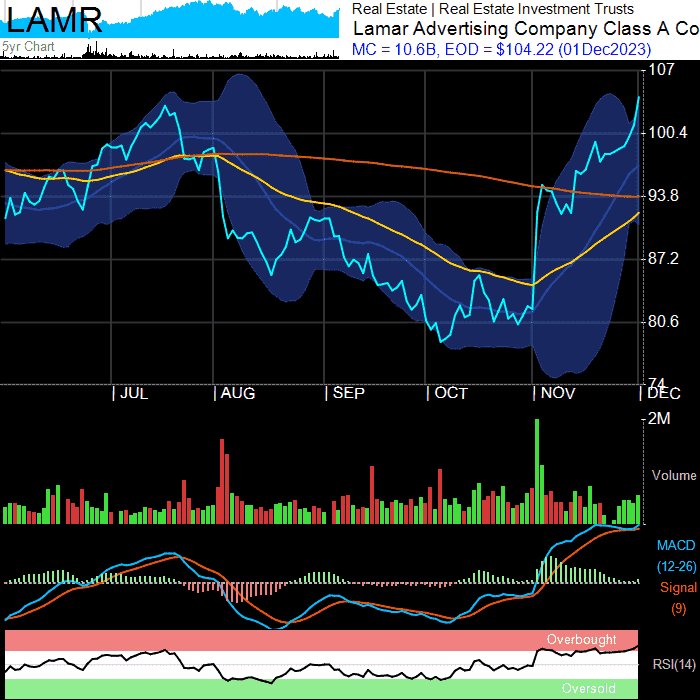 LAMR
5yr Chart
Real Estate | Real Estate Investment Trusts
Lamar Advertising Company Class A Co
MC = 10.6B, EOD = $104.22 (01Dec2023)
107
100.4
93.8
87.2
80.6
74
| JUL | AUG | SEP | OCT | NOV | DEC
2M
Volume
MACD
(12-26)
Signal
(9)
Overbought
RSI(14)
Oversold